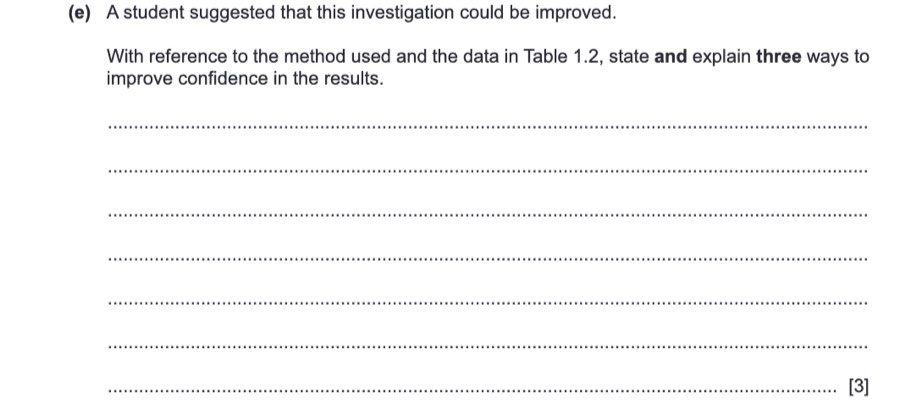 (e) A student suggested that this investigation could be improved.
With reference to the method used and the data in Table 1.2, state and explain three ways to
improve confidence in the results.
[3]